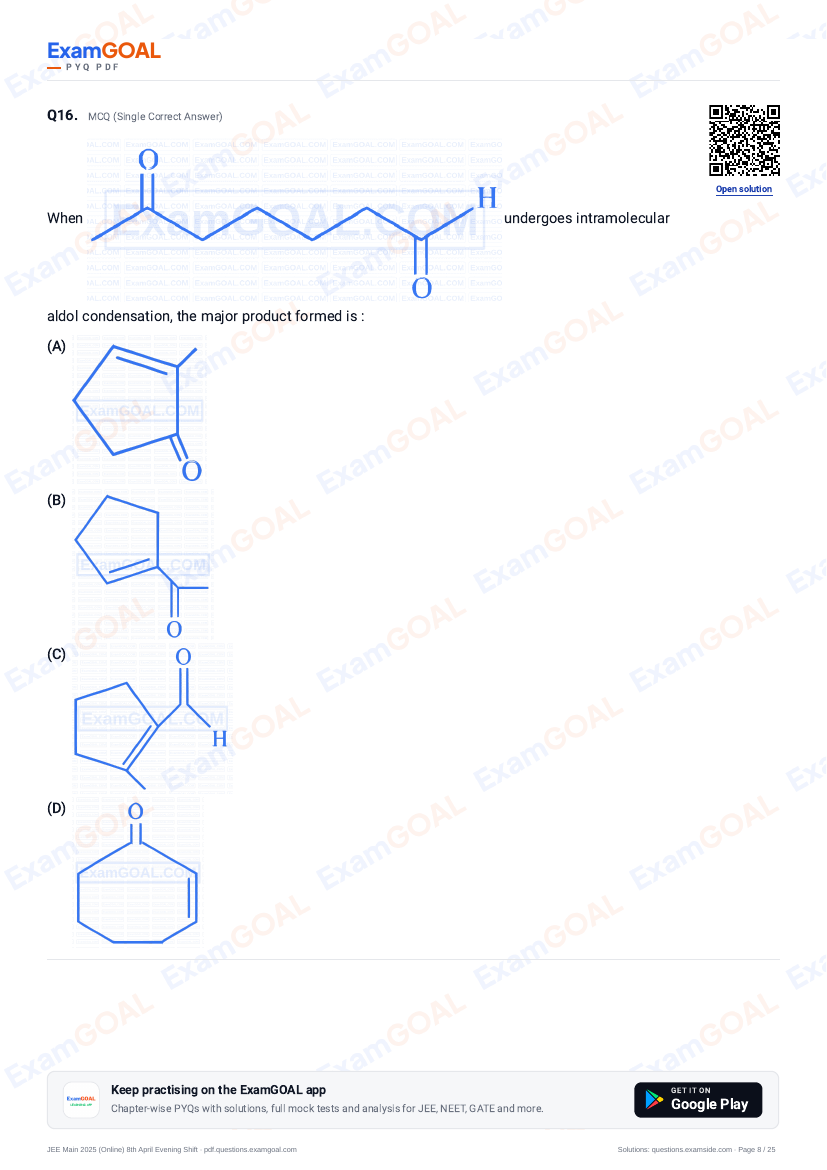 ExamGOAL
PYQ PDF
Q16. MCQ (Single Correct Answer)
Open solution
O
H
When undergoes intramolecular
O
aldol condensation, the major product formed is :
(A)
O
(B)
O
(C)
O
H
(D)
O
Keep practising on the ExamGOAL app
Chapter-wise PYQs with solutions, full mock tests and analysis for JEE, NEET, GATE and more.
GET IT ON
Google Play
JEE Main 2025 (Online) 8th April Evening Shift · pdf.questions.examgoal.com
Solutions: questions.examside.com · Page 8 / 25